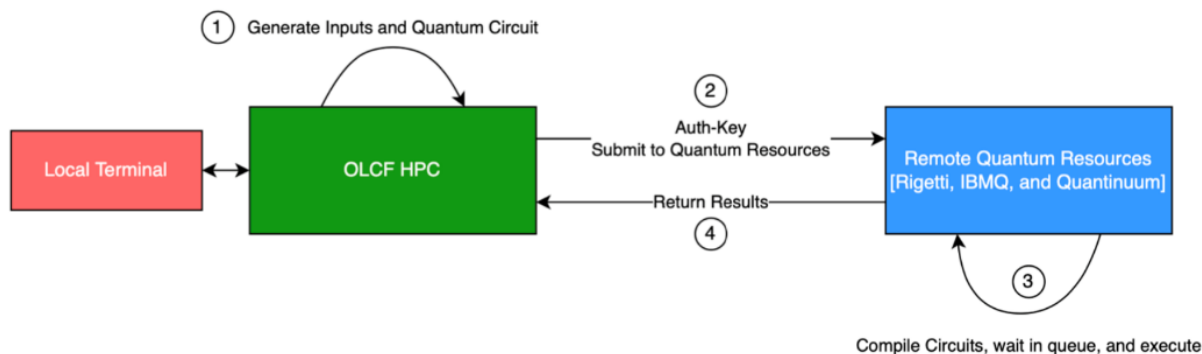 1
Generate Inputs and Quantum Circuit
2
Auth-Key
Submit to Quantum Resources
Local Terminal
OLCF HPC
Remote Quantum Resources
[Rigetti, IBMQ, and Quantinuum]
Return Results
4
3
Compile Circuits, wait in queue, and execute